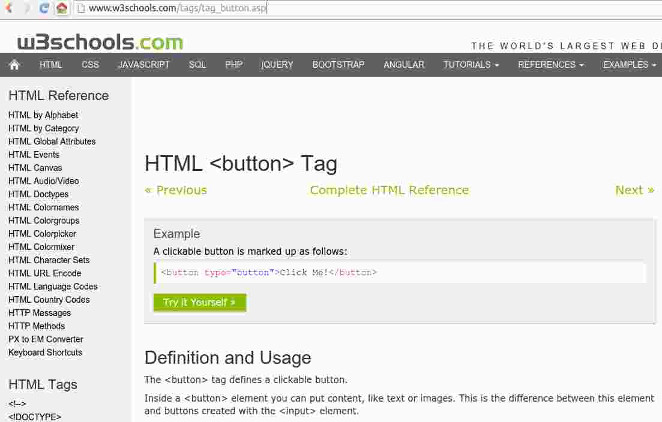 www.w3schools.com/tags/tag_button.asp
w3schools.com
THE WORLD'S LARGEST WEB D
HTML CSS JAVASCRIPT SQL PHP JQUERY BOOTSTRAP ANGULAR TUTORIALS REFERENCES EXAMPLES
HTML Reference
HTML by Alphabet
HTML by Category
HTML Global Attributes
HTML Events
HTML Canvas
HTML Audio/Video
HTML Doctypes
HTML Colornames
HTML Colorgroups
HTML Colorpicker
HTML Colormixer
HTML Character Sets
HTML URL Encode
HTML Language Codes
HTML Country Codes
HTTP Messages
HTTP Methods
PX to EM Converter
Keyboard Shortcuts
HTML Tags
<!-->
<!DOCTYPE>
HTML <button> Tag
« Previous Complete HTML Reference Next »
Example
A clickable button is marked up as follows:
<button type="button">Click Me!</button>
Try it Yourself »
Definition and Usage
The <button> tag defines a clickable button.
Inside a <button> element you can put content, like text or images. This is the difference between this element
and buttons created with the <input> element.